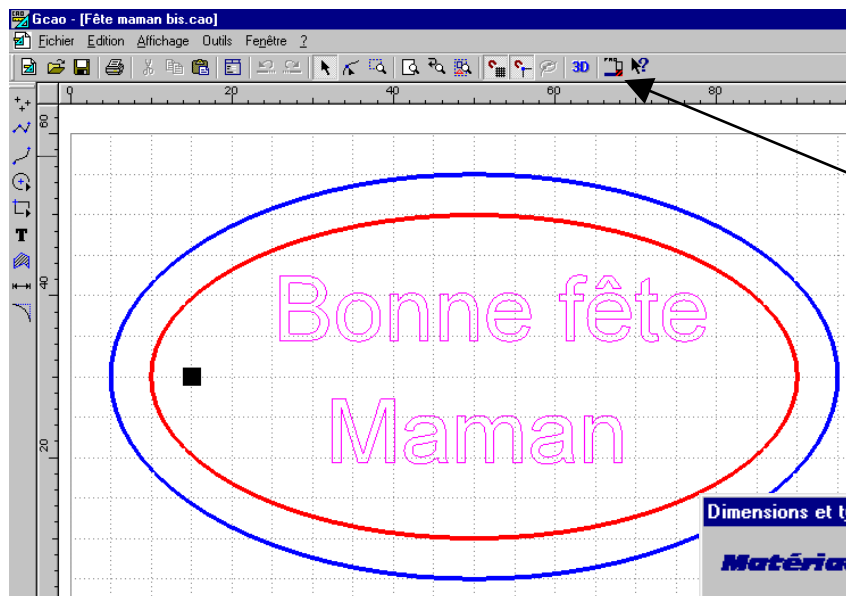 Gcao - [Fête maman bis.cao]
Fichier Edition Affichage Outils Fenêtre ?
3D
0 20 40 60 80
60
40
20
T
Bonne fête
Maman
Dimensions et